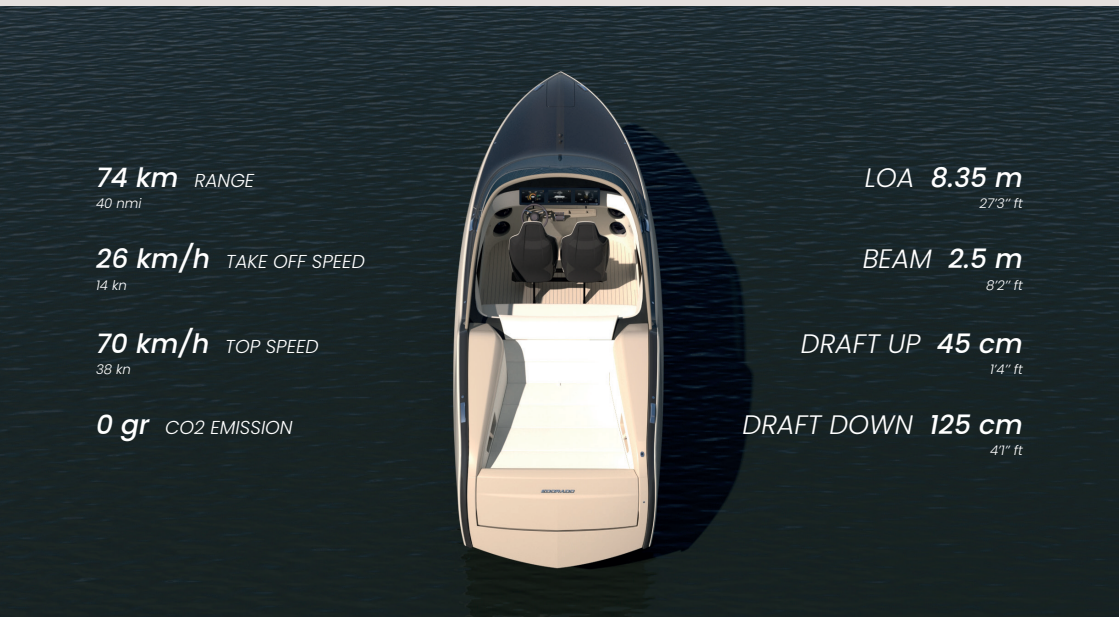 74 km RANGE
40 nmi
26 km/h TAKE OFF SPEED
14 kn
70 km/h TOP SPEED
38 kn
0 gr CO2 EMISSION
LOA 8.35 m
27'3" ft
BEAM 2.5 m
8'2" ft
DRAFT UP 45 cm
1'4" ft
DRAFT DOWN 125 cm
4'1" ft